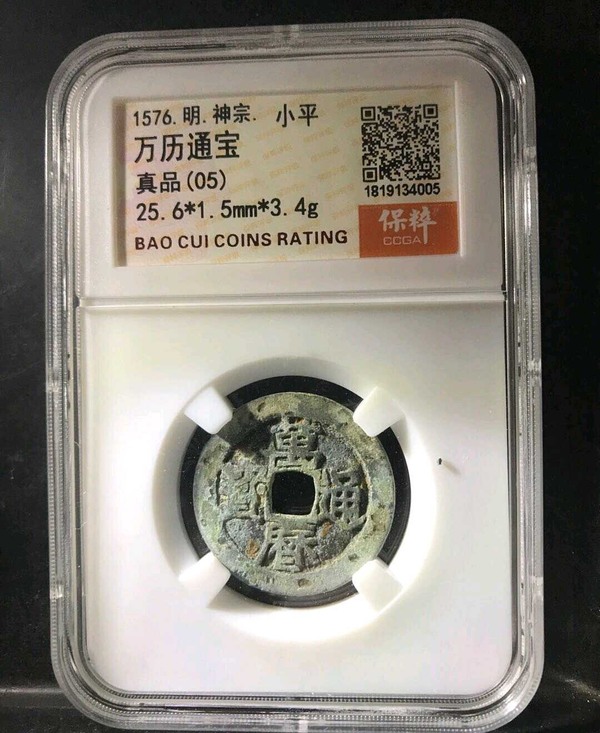 1576.明.神宗. 小平
万历通宝
真品(05)
25.6*1.5mm*3.4g
BAO CUI COINS RATING
1819134005
保粹
CCGA
萬曆通寶